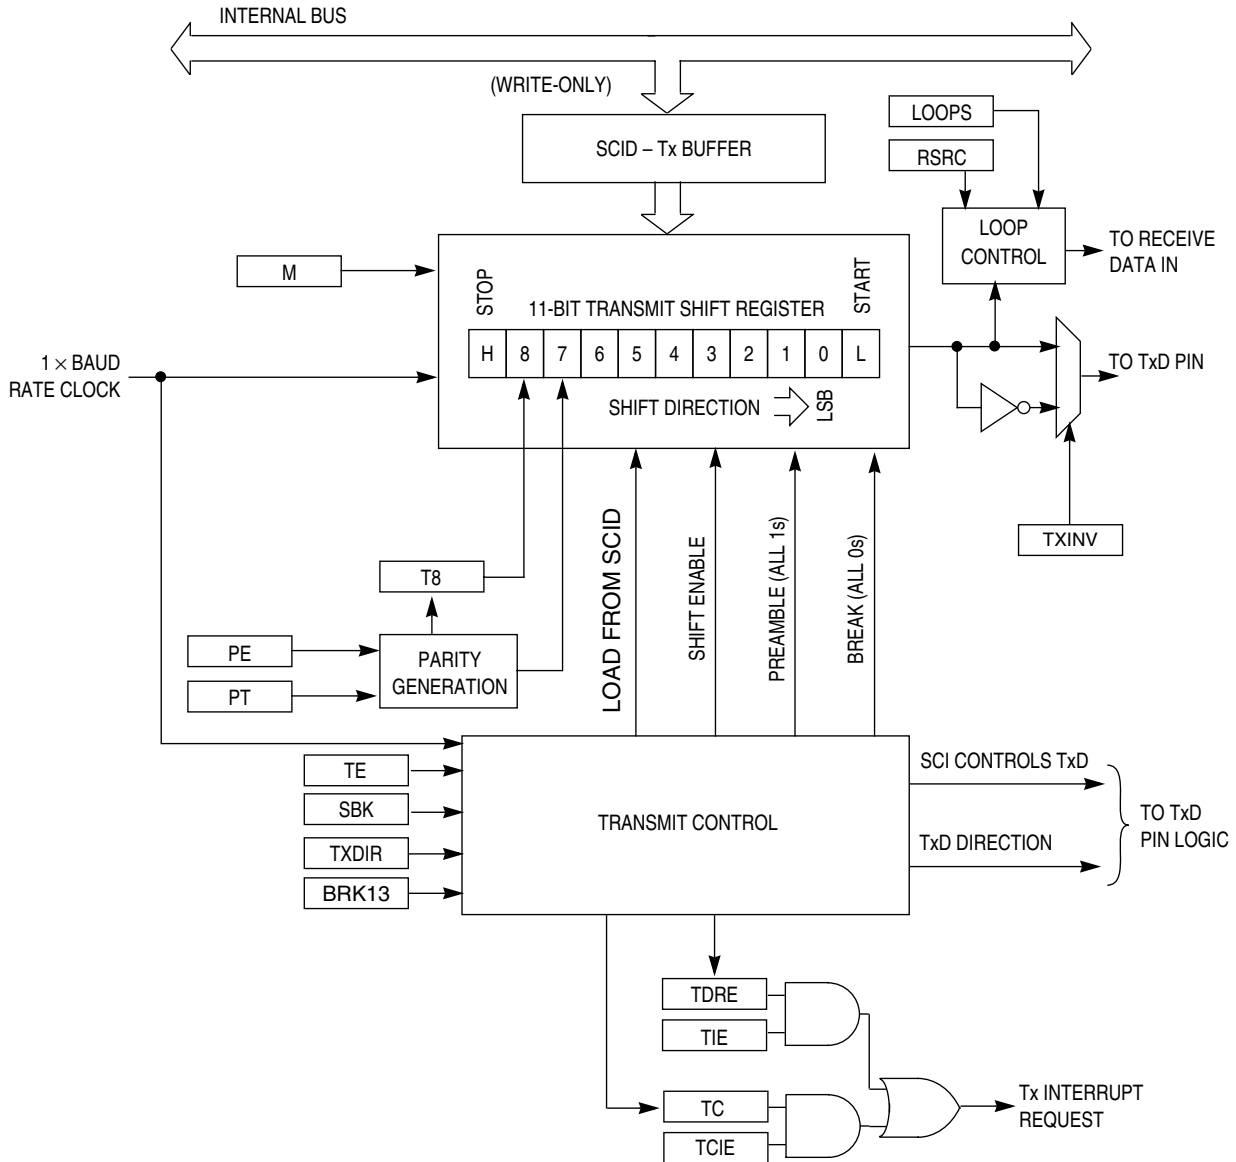 INTERNAL BUS
(WRITE-ONLY)
SCID – Tx BUFFER
LOOPS
RSRC
LOOP
CONTROL
TO RECEIVE
DATA IN
M
STOP
11-BIT TRANSMIT SHIFT REGISTER
START
H 8 7 6 5 4 3 2 1 0 L
SHIFT DIRECTION
LSB
1 × BAUD
RATE CLOCK
TO TxD PIN
TXINV
T8
PE
PT
PARITY
GENERATION
LOAD FROM SCID
SHIFT ENABLE
PREAMBLE (ALL 1s)
BREAK (ALL 0s)
TE
SBK
TXDIR
BRK13
TRANSMIT CONTROL
SCI CONTROLS TxD
TxD DIRECTION
TO TxD
PIN LOGIC
TDRE
TIE
TC
TCIE
Tx INTERRUPT
REQUEST